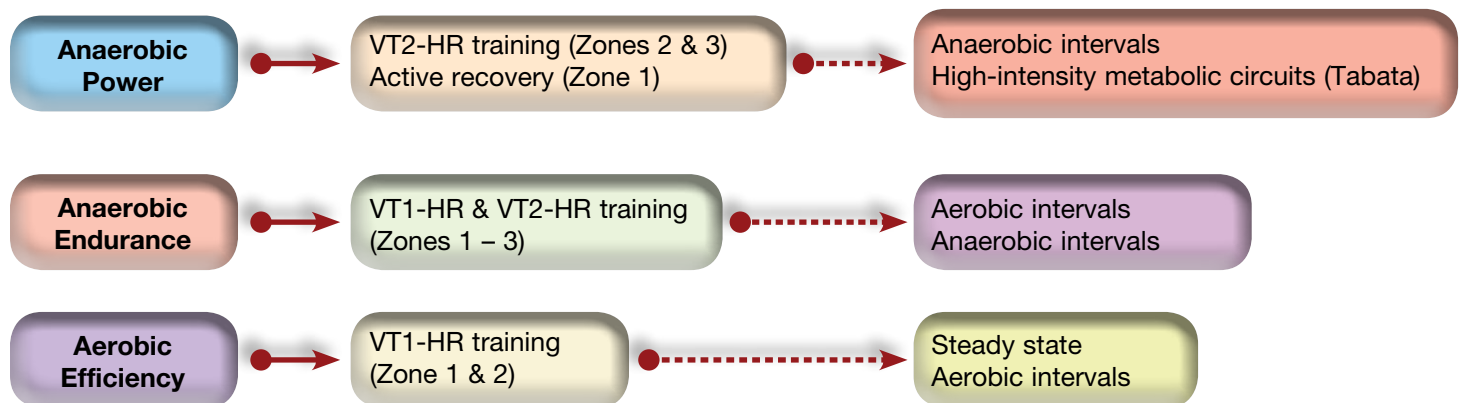 Anaerobic
Power
VT2-HR training (Zones 2 & 3)
Active recovery (Zone 1)
Anaerobic intervals
High-intensity metabolic circuits (Tabata)
Anaerobic
Endurance
VT1-HR & VT2-HR training
(Zones 1 – 3)
Aerobic intervals
Anaerobic intervals
Aerobic
Efficiency
VT1-HR training
(Zone 1 & 2)
Steady state
Aerobic intervals